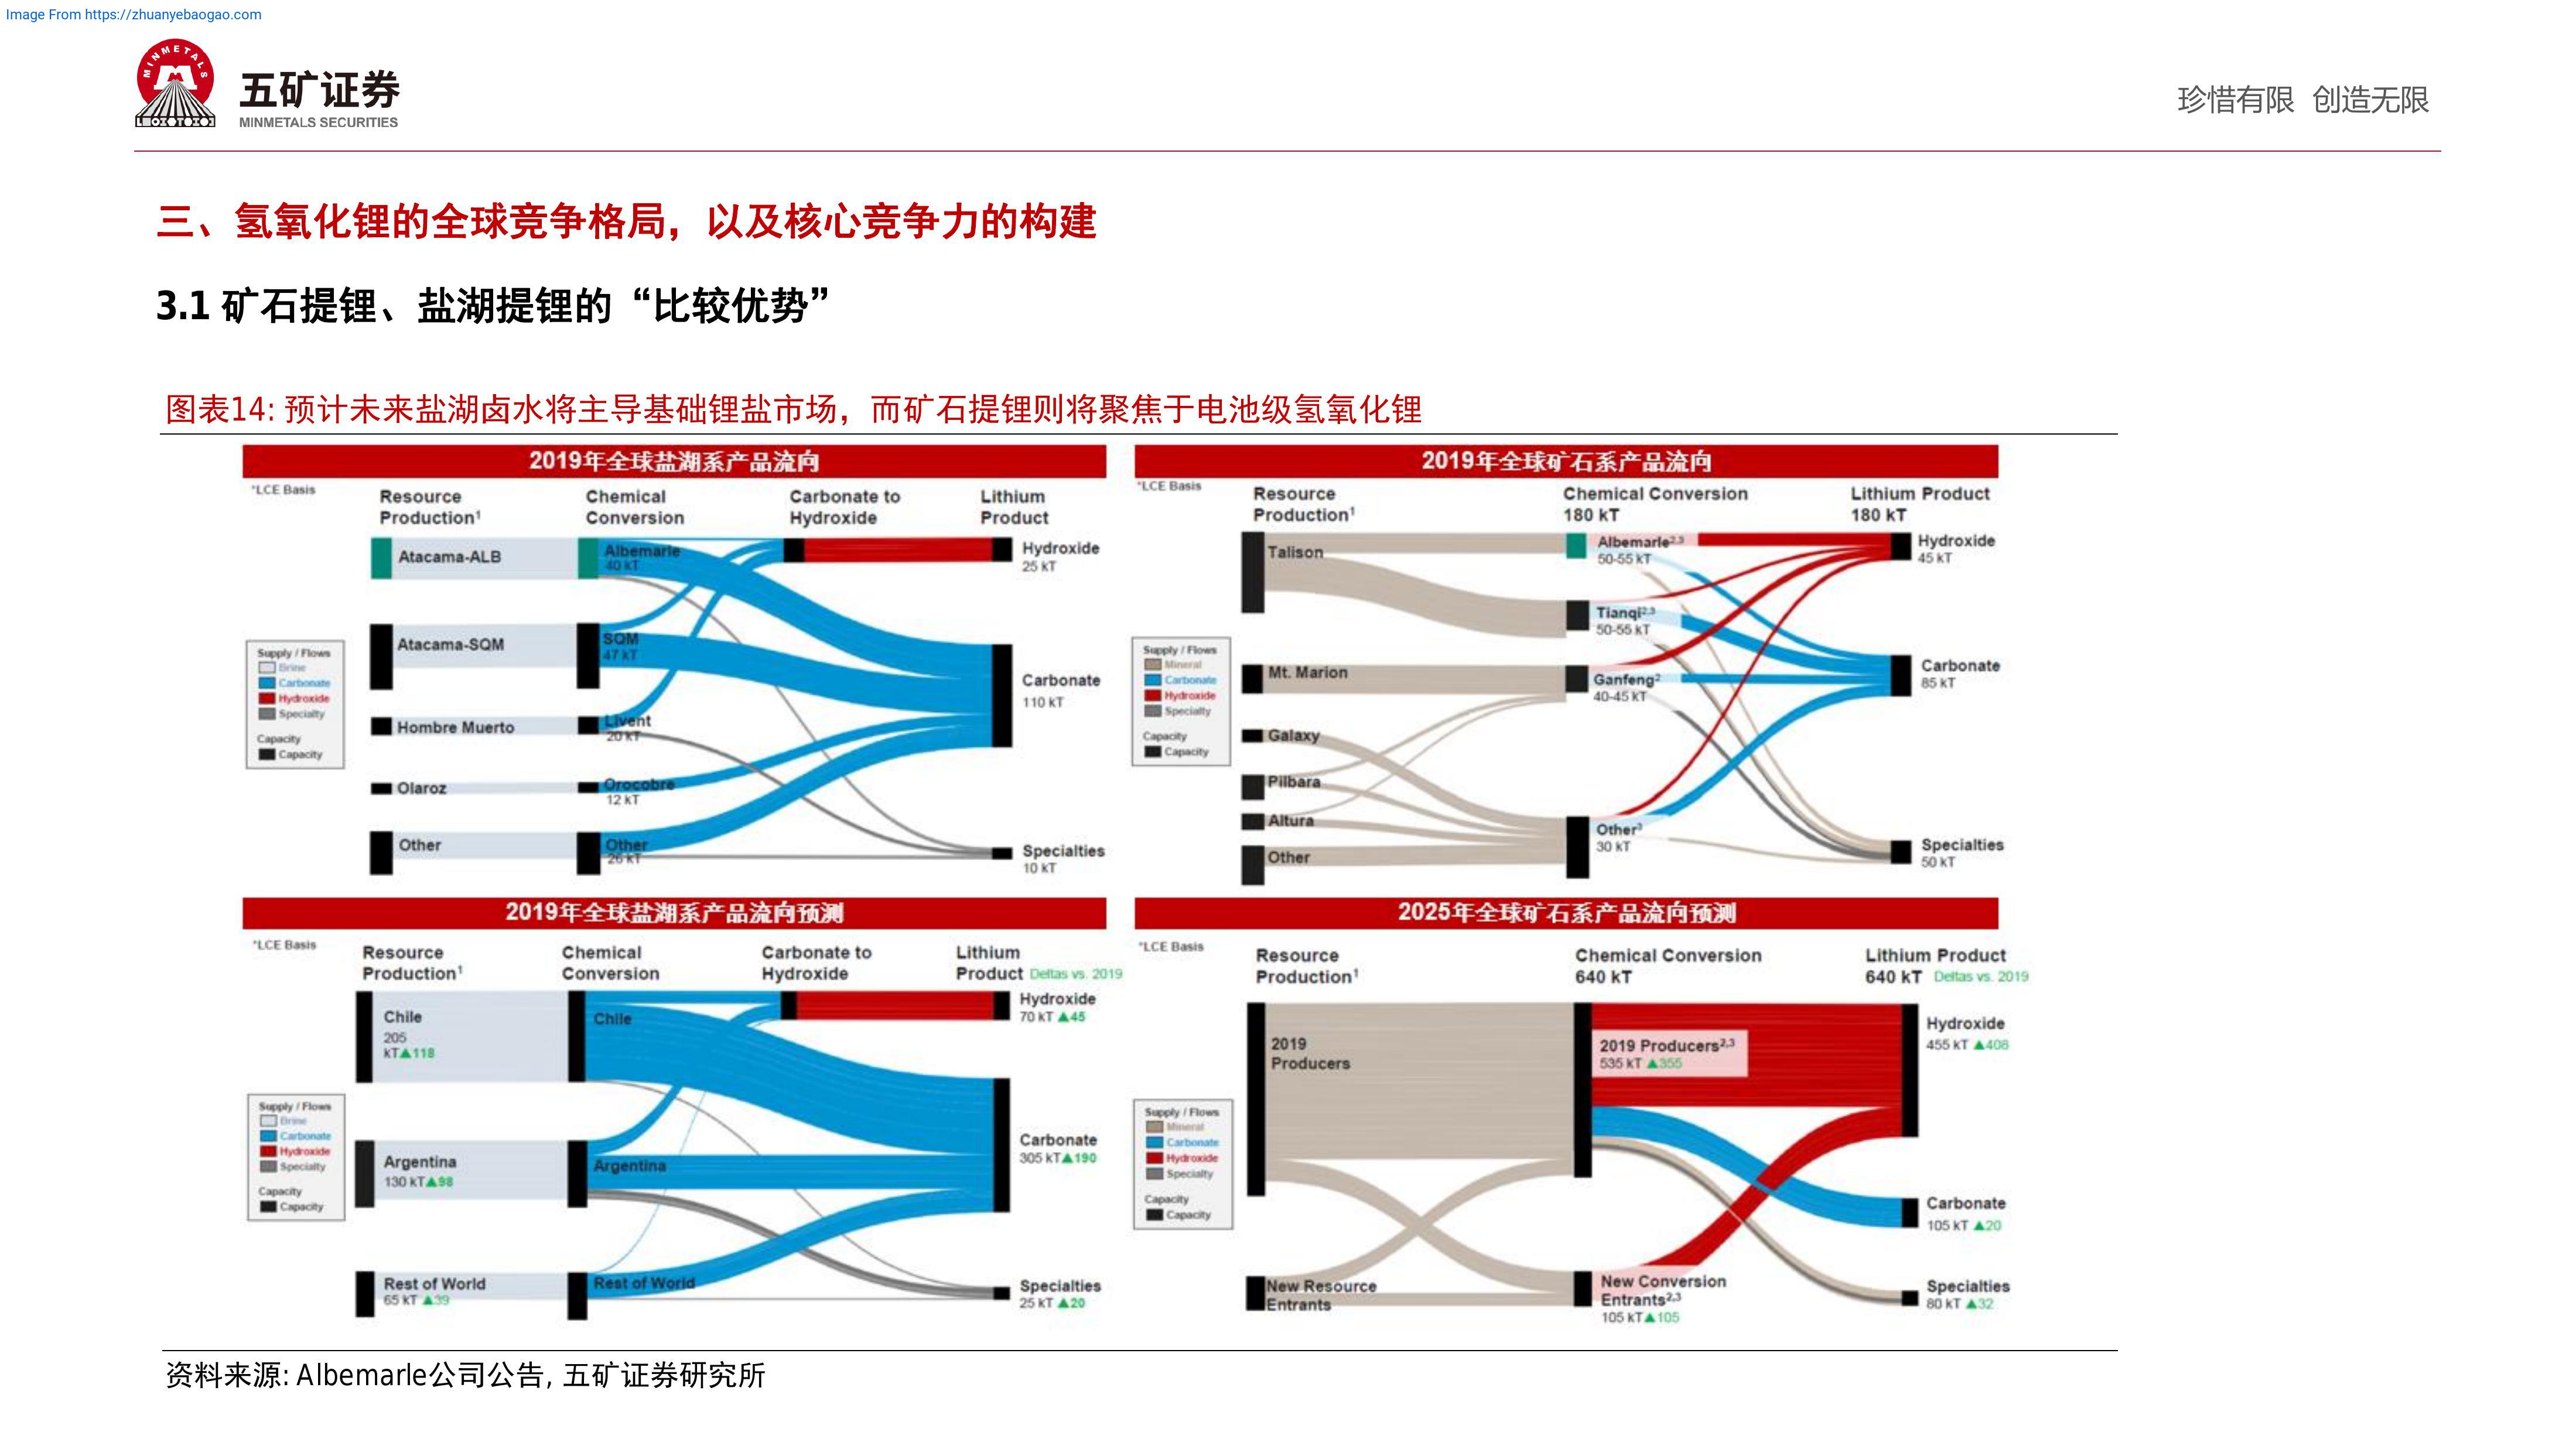 Image From https://zhuanyebaogao.com
MINMETALS
五矿证券
MINMETALS SECURITIES
珍惜有限 创造无限
三、氢氧化锂的全球竞争格局，以及核心竞争力的构建
3.1 矿石提锂、盐湖提锂的“比较优势”
图表14: 预计未来盐湖卤水将主导基础锂盐市场，而矿石提锂则将聚焦于电池级氢氧化锂
2019年全球盐湖系产品流向
*LCE Basis
Resource
Production¹
Chemical
Conversion
Carbonate to
Hydroxide
Lithium
Product
Atacama-ALB
Albemarle
40 kT
Hydroxide
25 kT
Atacama-SQM
SQM
47 kT
Supply / Flows
Brine
Carbonate
Hydroxide
Specialty
Capacity
Capacity
Carbonate
110 kT
Hombre Muerto
Livent
20 kT
Olaroz
Orocobre
12 kT
Other
Other
26 kT
Specialties
10 kT
2019年全球矿石系产品流向
*LCE Basis
Resource
Production¹
Chemical Conversion
180 kT
Lithium Product
180 kT
Talison
Albemarle²,³
50-55 kT
Hydroxide
45 kT
Tianqi²,³
50-55 kT
Supply / Flows
Mineral
Carbonate
Hydroxide
Specialty
Capacity
Capacity
Mt. Marion
Ganfeng²
40-45 kT
Carbonate
85 kT
Galaxy
Pilbara
Altura
Other
Other³
30 kT
Specialties
50 kT
2019年全球盐湖系产品流向预测
*LCE Basis
Resource
Production¹
Chemical
Conversion
Carbonate to
Hydroxide
Lithium
Product Deltas vs. 2019
Chile
205
kT▲118
Chile
Hydroxide
70 kT ▲45
Supply / Flows
Brine
Carbonate
Hydroxide
Specialty
Capacity
Capacity
Argentina
130 kT▲98
Argentina
Carbonate
305 kT▲190
Rest of World
65 kT ▲39
Rest of World
Specialties
25 kT ▲20
2025年全球矿石系产品流向预测
*LCE Basis
Resource
Production¹
Chemical Conversion
640 kT
Lithium Product
640 kT Deltas vs. 2019
2019
Producers
2019 Producers²,³
535 kT ▲355
Hydroxide
455 kT ▲408
Supply / Flows
Mineral
Carbonate
Hydroxide
Specialty
Capacity
Capacity
Carbonate
105 kT ▲20
New Resource
Entrants
New Conversion
Entrants²,³
105 kT▲105
Specialties
80 kT ▲32
资料来源: Albemarle公司公告, 五矿证券研究所